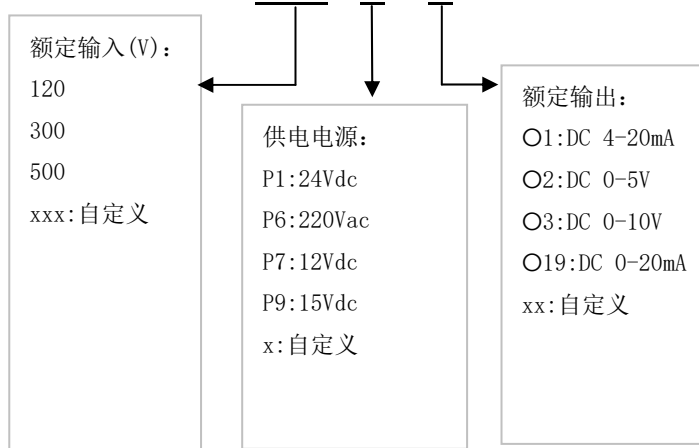 额定输入(V):
120
300
500
xxx:自定义
供电电源:
P1:24Vdc
P6:220Vac
P7:12Vdc
P9:15Vdc
x:自定义
额定输出:
O1:DC 4-20mA
O2:DC 0-5V
O3:DC 0-10V
O19:DC 0-20mA
xx:自定义